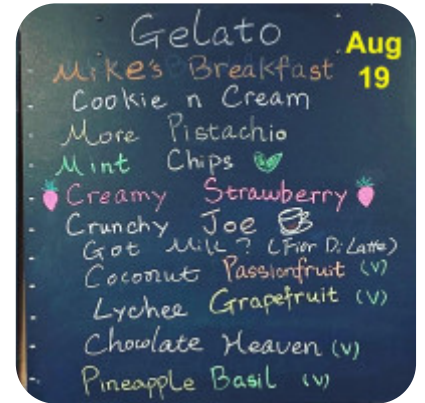 Gelato
Aug
19
- Mike's Breakfast
- Cookie n Cream
- More Pistachio
- Mint Chips
- Creamy Strawberry
- Crunchy Joe
- Got Milk? (Fior Di Latte)
- Coconut Passionfruit (V)
- Lychee Grapefruit (V)
- Chocolate Heaven (V)
- Pineapple Basil (V)